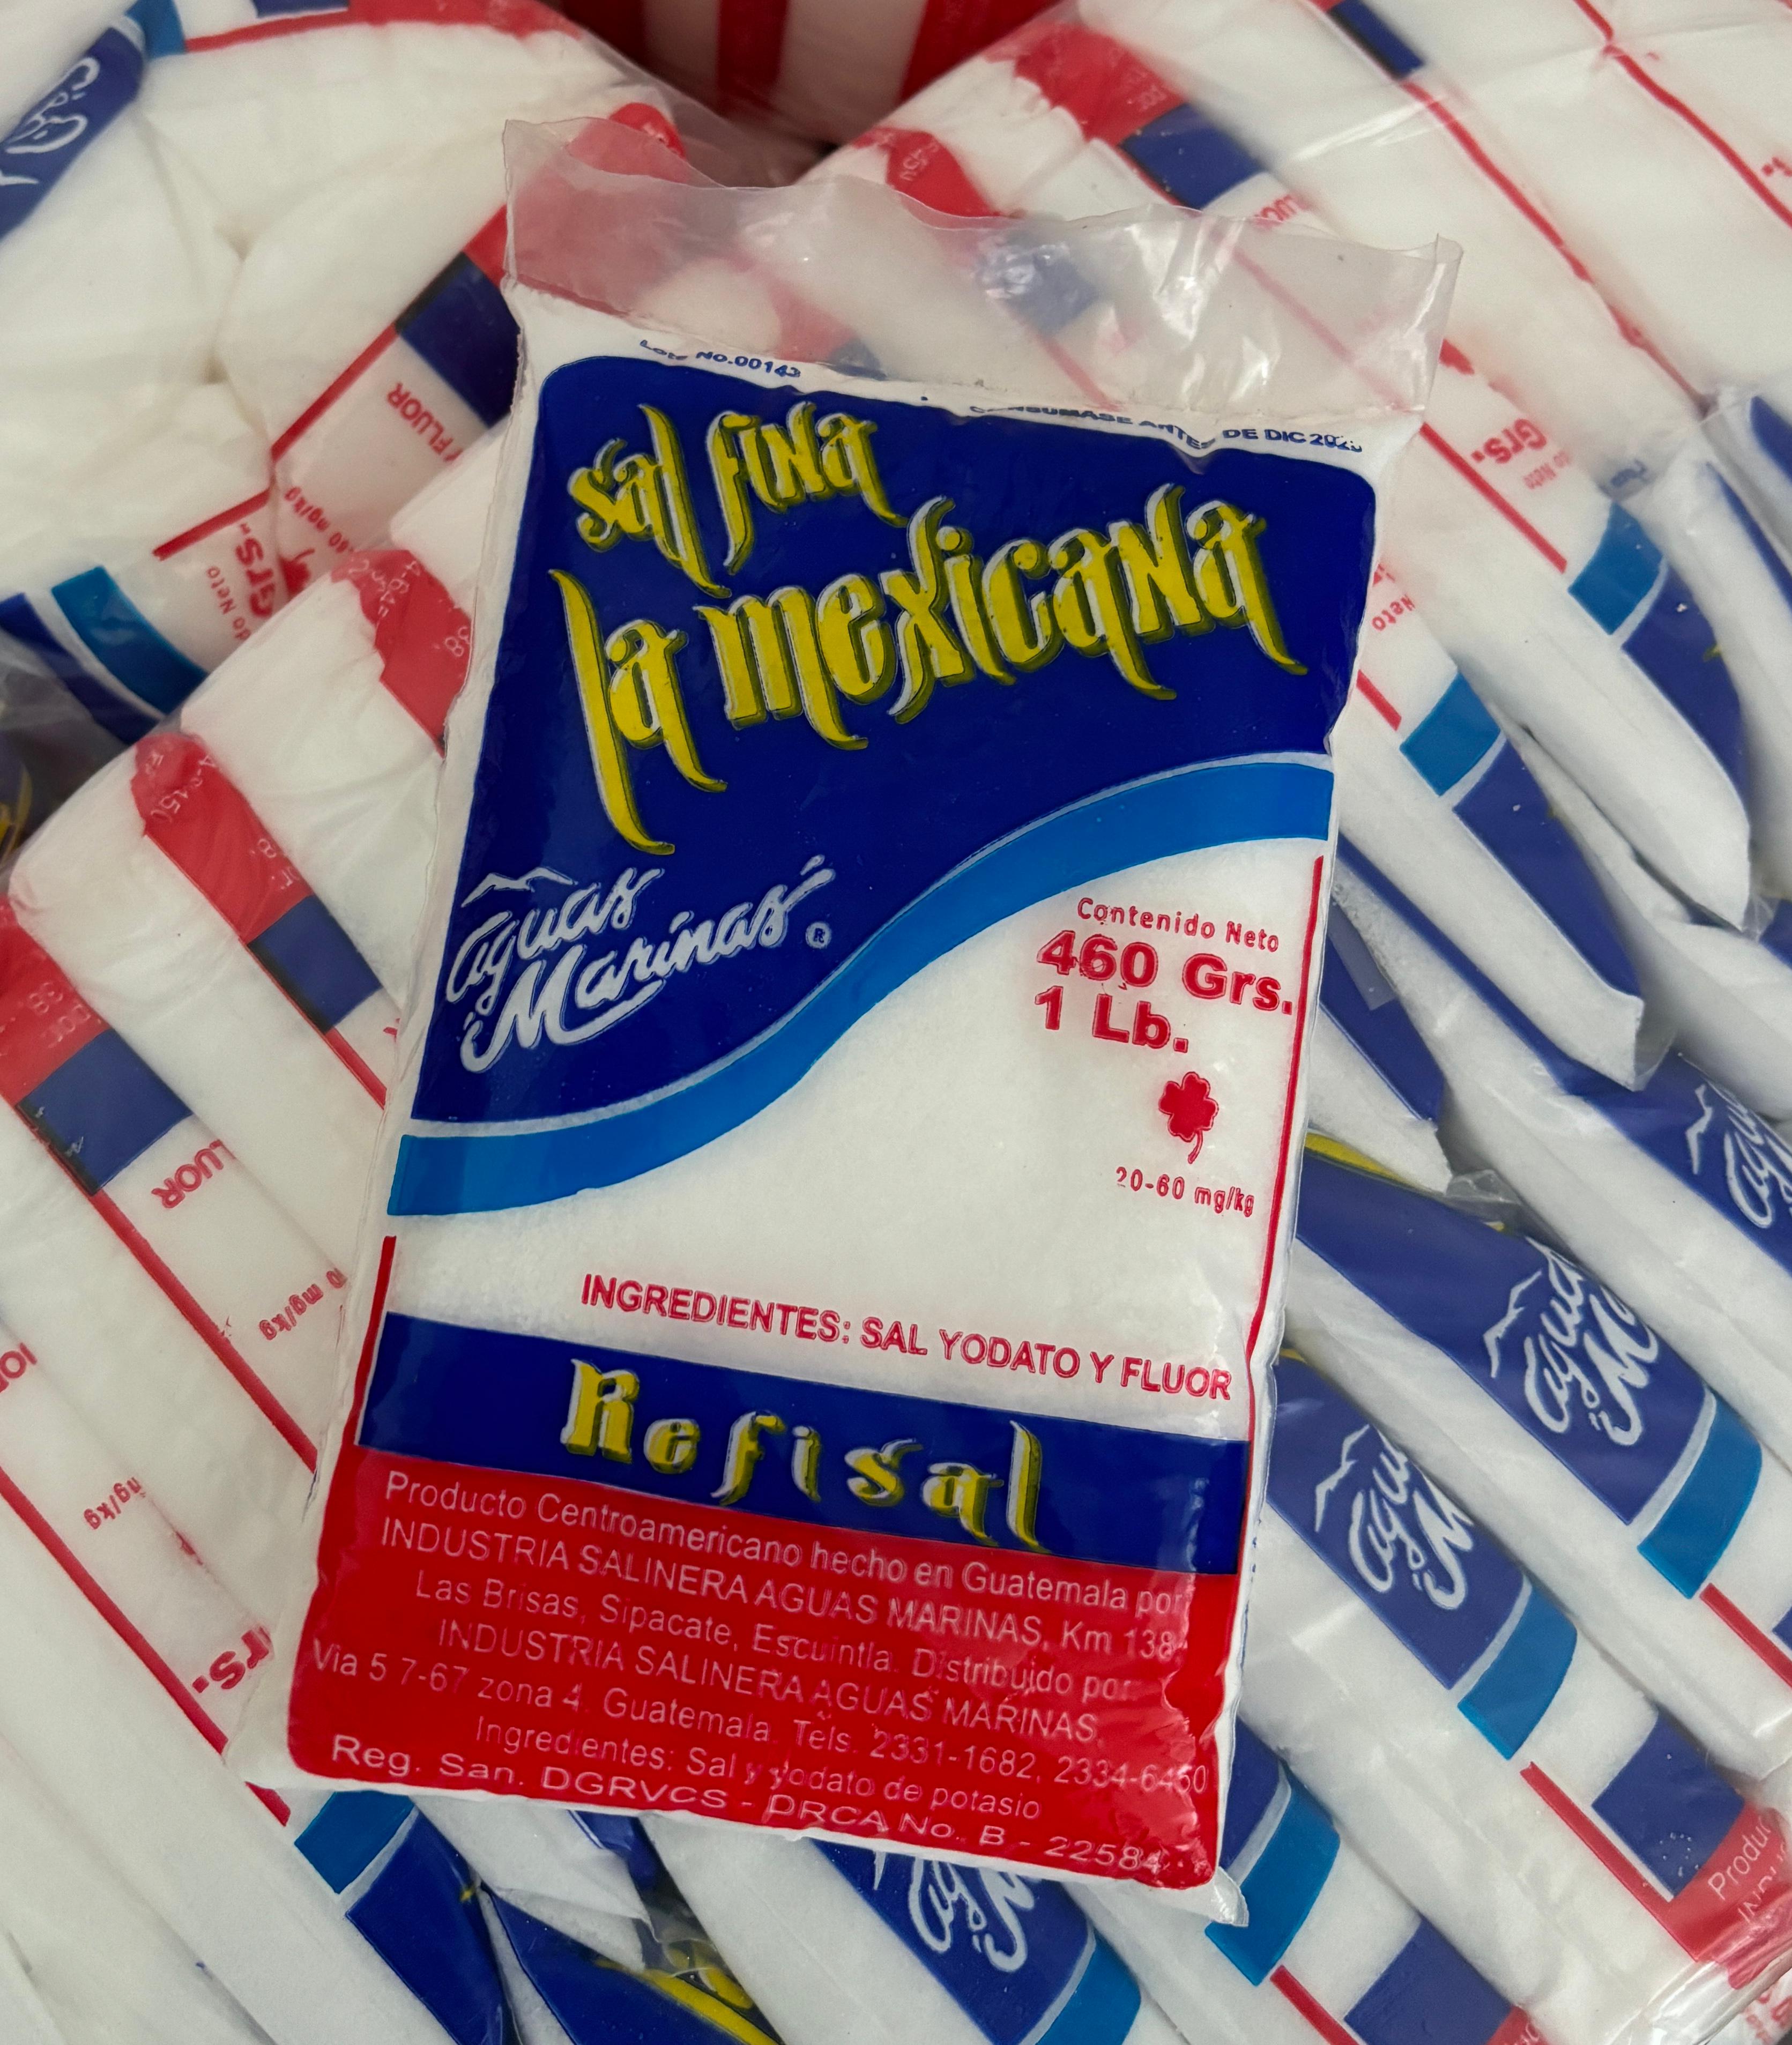 Lote No.00143
CONSUMASE ANTES DE DIC
sal fina
la mexicana
Aguas
Marinas ®
Contenido Neto
460 Grs.
1 Lb.
20-60 mg/kg
INGREDIENTES: SAL YODATO Y FLUOR
Refisal
Producto Centroamericano hecho en Guatemala por
INDUSTRIA SALINERA AGUAS MARINAS, Km 138
Las Brisas, Sipacate, Escuintla. Distribuido por
INDUSTRIA SALINERA AGUAS MARINAS
Via 5 7-67 zona 4. Guatemala. Tels. 2331-1682, 2334-6450
Ingredientes: Sal y yodato de potasio
Reg. San. DGRVCS - DRCA No. B - 22584